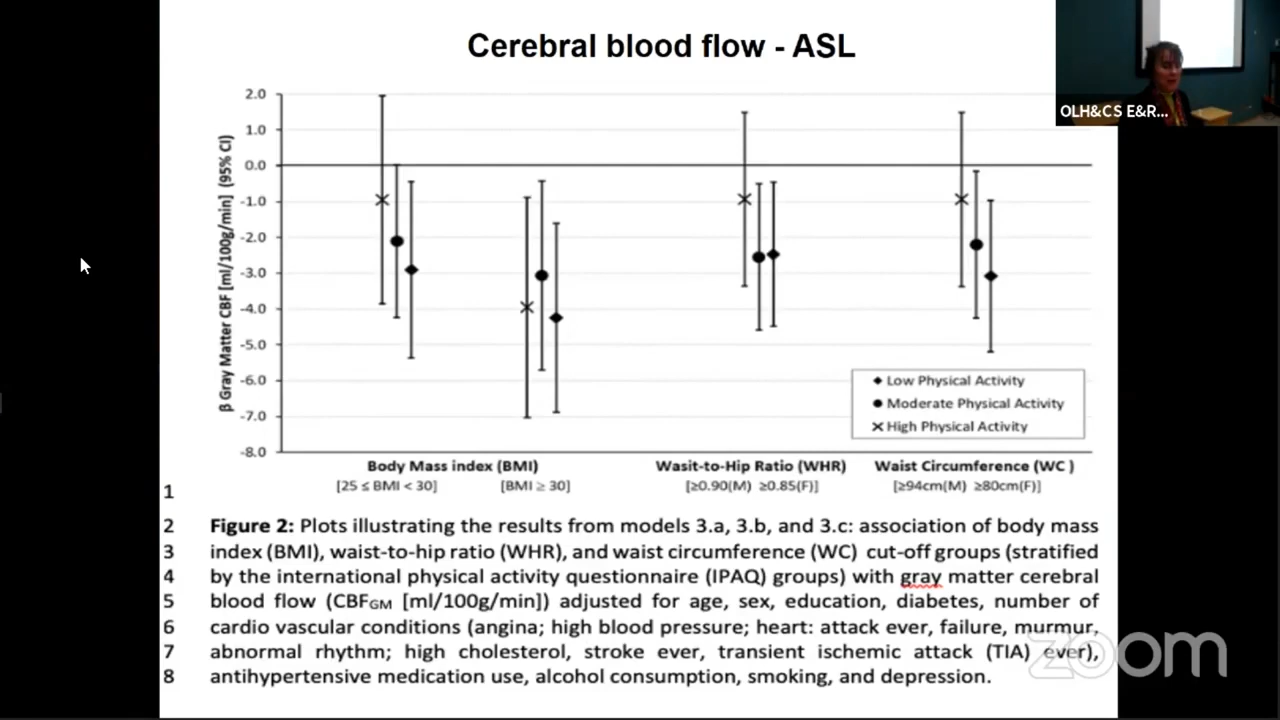 Cerebral blood flow - ASL
OLH&CS E&R...
β Gray Matter CBF [ml/100g/min] (95% CI)
2.0
1.0
0.0
-1.0
-2.0
-3.0
-4.0
-5.0
-6.0
-7.0
-8.0
Low Physical Activity
Moderate Physical Activity
High Physical Activity
Body Mass index (BMI)
Wasit-to-Hip Ratio (WHR)
Waist Circumference (WC )
[25 ≤ BMI < 30]
[BMI ≥ 30]
[≥0.90(M) ≥0.85(F)]
[≥94cm(M) ≥80cm(F)]
1
2 Figure 2: Plots illustrating the results from models 3.a, 3.b, and 3.c: association of body mass
3 index (BMI), waist-to-hip ratio (WHR), and waist circumference (WC) cut-off groups (stratified
4 by the international physical activity questionnaire (IPAQ) groups) with gray matter cerebral
5 blood flow (CBFGM [ml/100g/min]) adjusted for age, sex, education, diabetes, number of
6 cardio vascular conditions (angina; high blood pressure; heart: attack ever, failure, murmur,
7 abnormal rhythm; high cholesterol, stroke ever, transient ischemic attack (TIA) ever),
8 antihypertensive medication use, alcohol consumption, smoking, and depression.
zoom